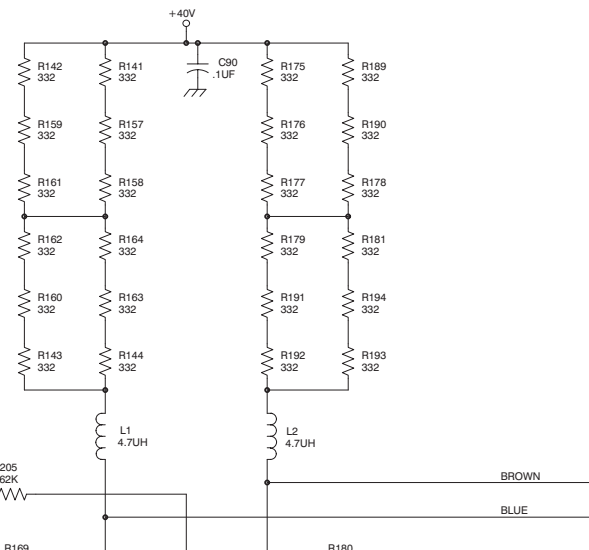 +40V
C90
.1UF
R142
332
R141
332
R175
332
R189
332
R159
332
R157
332
R176
332
R190
332
R161
332
R158
332
R177
332
R178
332
R162
332
R164
332
R179
332
R181
332
R160
332
R163
332
R191
332
R194
332
R143
332
R144
332
R192
332
R193
332
L1
4.7UH
L2
4.7UH
205
62K
BROWN
BLUE
R169
R180